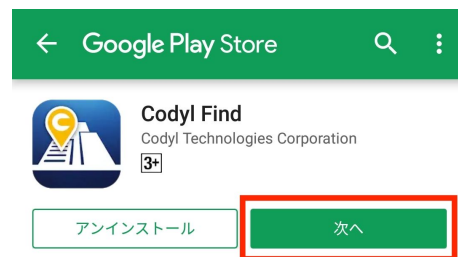 Google Play Store
Codyl Find
Codyl Technologies Corporation
3+
アンインストール
次へ